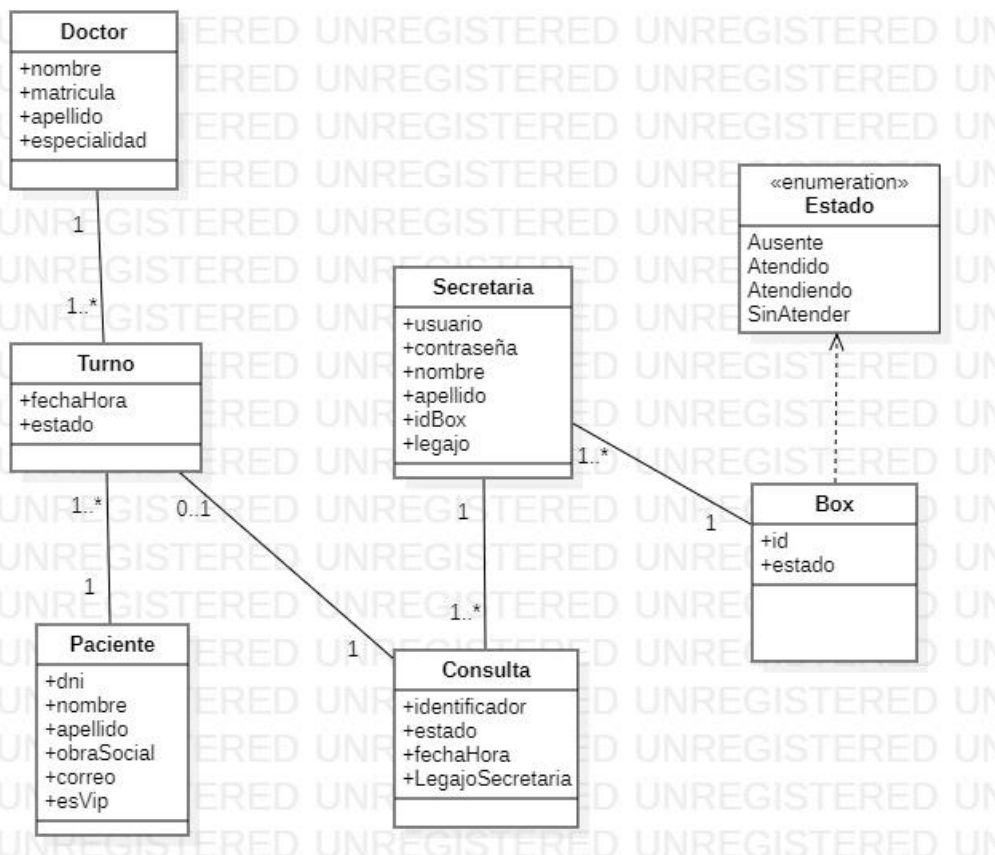 Doctor
+nombre
+matricula
+apellido
+especialidad
1
1..*
Turno
+fechaHora
+estado
1..*
0..1
1
1
Paciente
+dni
+nombre
+apellido
+obraSocial
+correo
+esVip
Secretaria
+usuario
+contraseña
+nombre
+apellido
+idBox
+legajo
1..*
1
1
1..*
Consulta
+identificador
+estado
+fechaHora
+LegajoSecretaria
«enumeration»
Estado
Ausente
Atendido
Atendiendo
SinAtender
Box
+id
+estado
UNREGISTERED